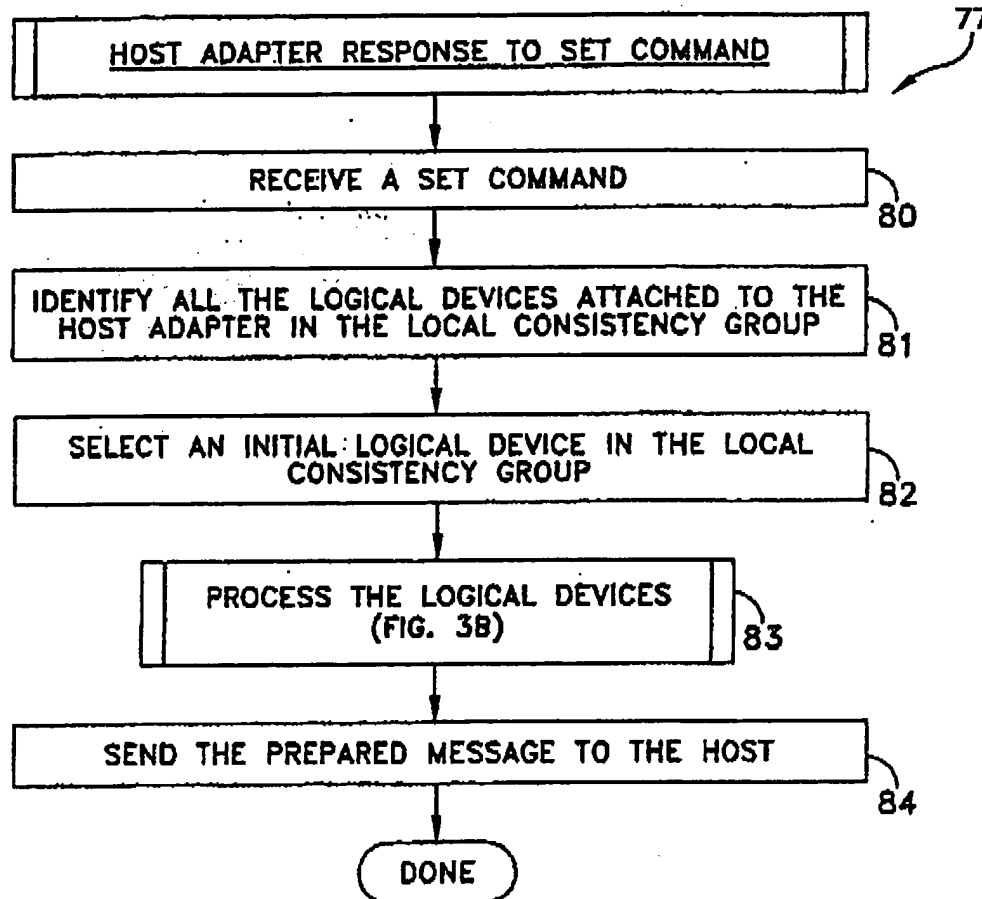 77
HOST ADAPTER RESPONSE TO SET COMMAND
RECEIVE A SET COMMAND
80
IDENTIFY ALL THE LOGICAL DEVICES ATTACHED TO THE
HOST ADAPTER IN THE LOCAL CONSISTENCY GROUP
81
SELECT AN INITIAL LOGICAL DEVICE IN THE LOCAL
CONSISTENCY GROUP
82
PROCESS THE LOGICAL DEVICES
(FIG. 3B)
83
SEND THE PREPARED MESSAGE TO THE HOST
84
DONE